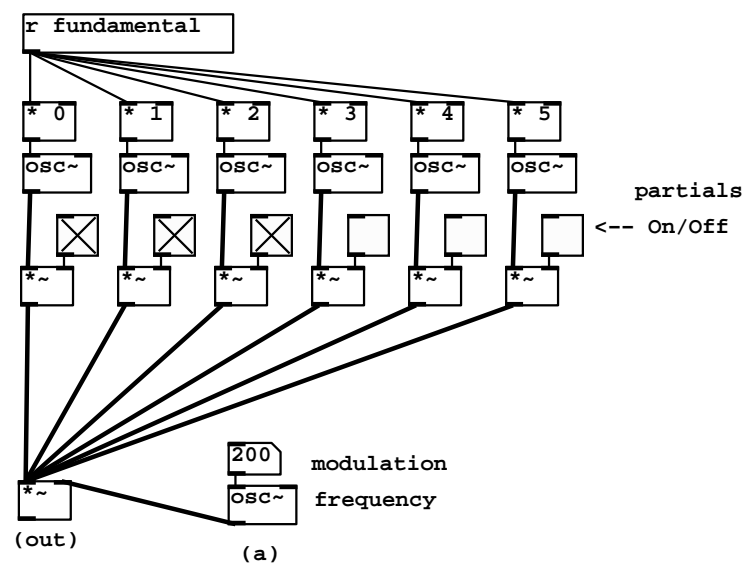 r fundamental
* 0 * 1 * 2 * 3 * 4 * 5
osc~ osc~ osc~ osc~ osc~ osc~
partials
<-- On/Off
*~ *~ *~ *~ *~ *~
200
modulation
*~ osc~ frequency
(out)
(a)